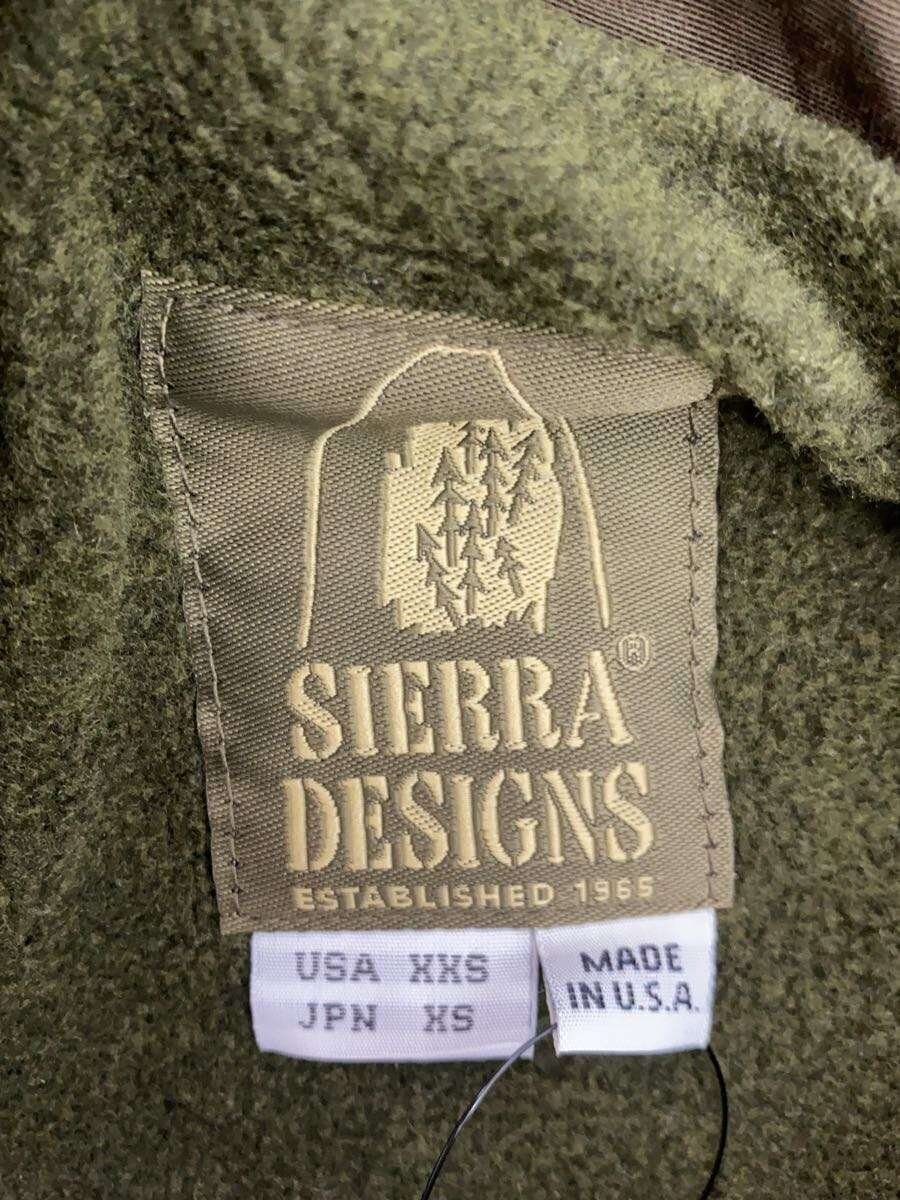 SIERRA®
DESIGNS
ESTABLISHED 1965
USA XXS
JPN XS
MADE
IN U.S.A.